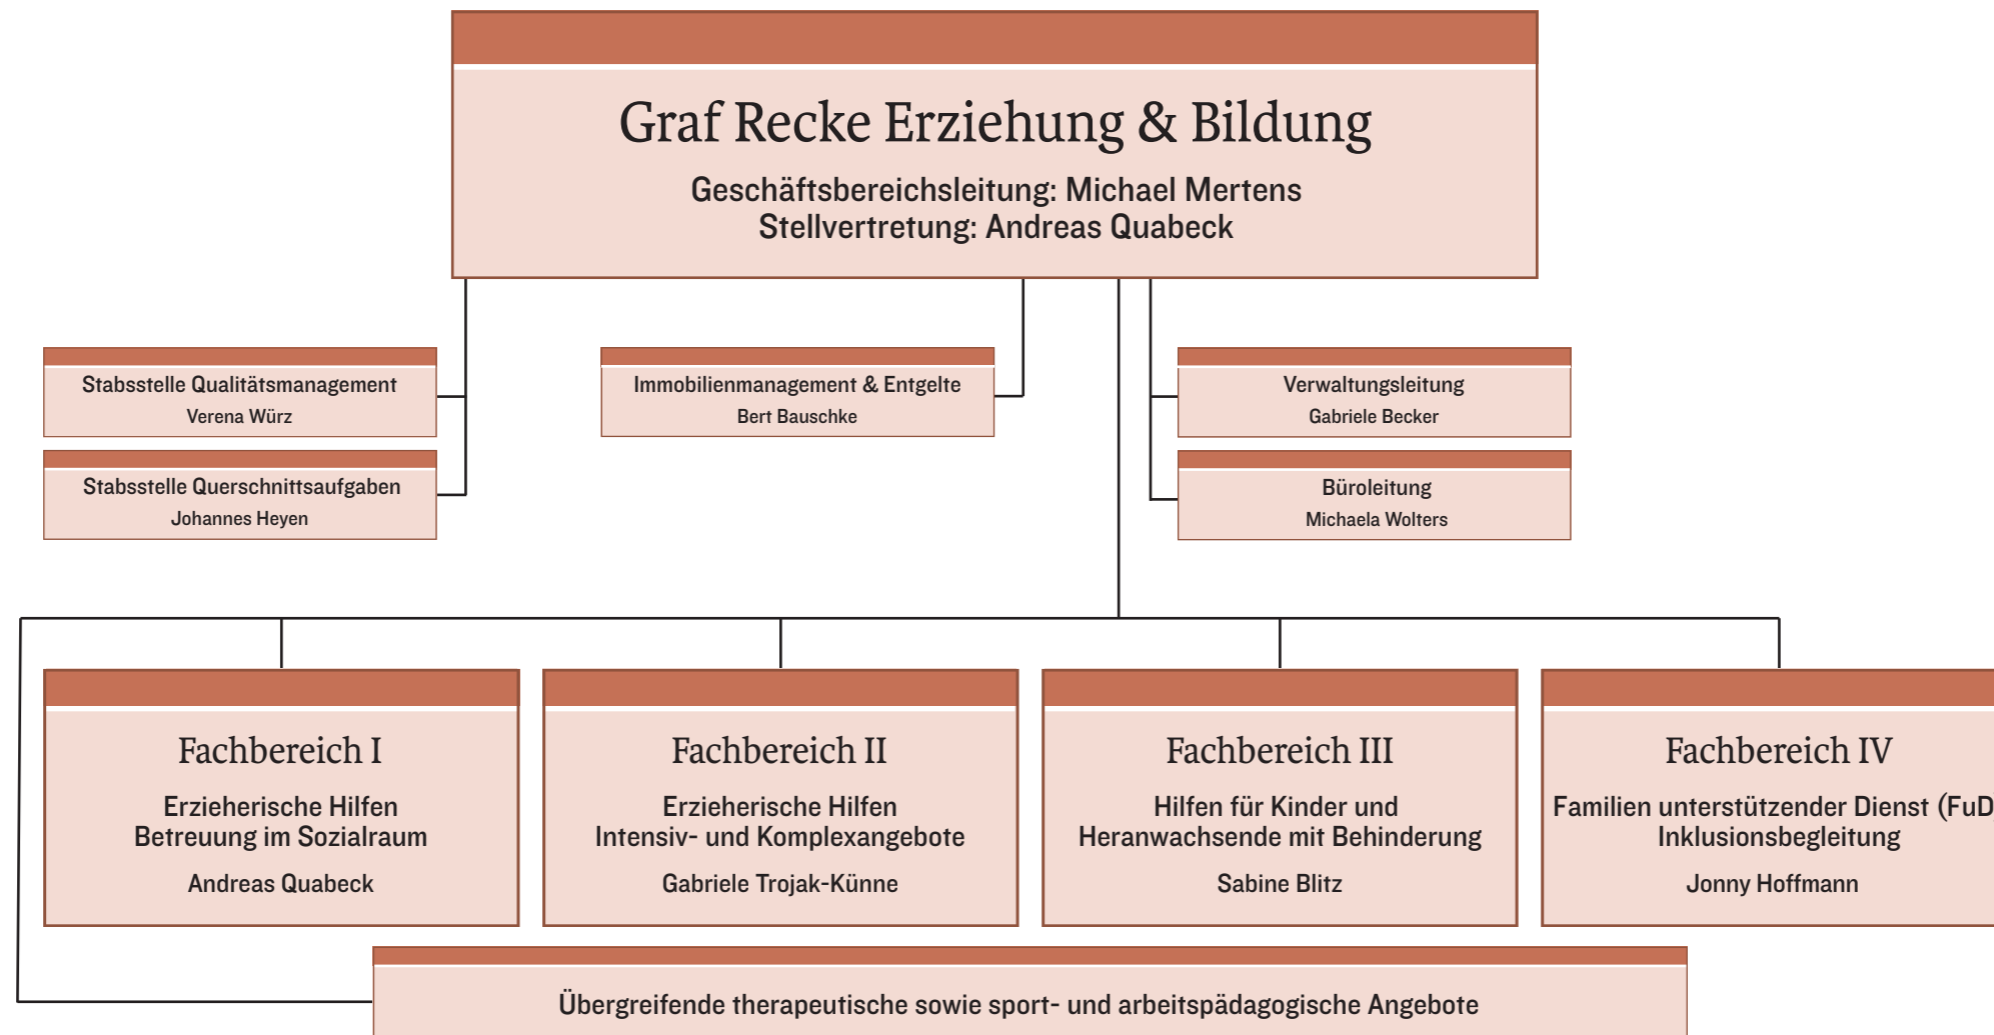 Graf Recke Erziehung & Bildung
Geschäftsbereichsleitung: Michael Mertens
Stellvertretung: Andreas Quabeck
Stabsstelle Qualitätsmanagement
Verena Würz
Immobilienmanagement & Entgelte
Bert Bauschke
Verwaltungsleitung
Gabriele Becker
Stabsstelle Querschnittsaufgaben
Johannes Heyen
Büroleitung
Michaela Wolters
Fachbereich I
Erzieherische Hilfen
Betreuung im Sozialraum
Andreas Quabeck
Fachbereich II
Erzieherische Hilfen
Intensiv- und Komplexangebote
Gabriele Trojak-Künne
Fachbereich III
Hilfen für Kinder und
Heranwachsende mit Behinderung
Sabine Blitz
Fachbereich IV
Familien unterstützender Dienst (FuD
Inklusionsbegleitung
Jonny Hoffmann
Übergreifende therapeutische sowie sport- und arbeitspädagogische Angebote